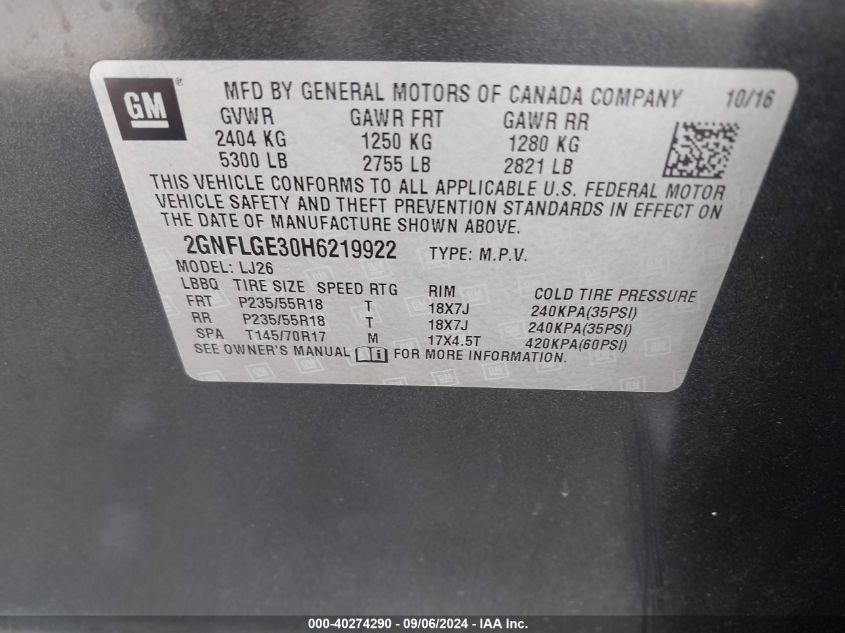 GM ® MFD BY GENERAL MOTORS OF CANADA COMPANY 10/16
GVWR GAWR FRT GAWR RR
2404 KG 1250 KG 1280 KG
5300 LB 2755 LB 2821 LB
THIS VEHICLE CONFORMS TO ALL APPLICABLE U.S. FEDERAL MOTOR
VEHICLE SAFETY AND THEFT PREVENTION STANDARDS IN EFFECT ON
THE DATE OF MANUFACTURE SHOWN ABOVE.
2GNFLGE30H6219922 TYPE: M.P.V.
MODEL: LJ26
LBBQ TIRE SIZE SPEED RTG RIM COLD TIRE PRESSURE
FRT P235/55R18 T 18X7J 240KPA(35PSI)
RR P235/55R18 T 18X7J 240KPA(35PSI)
SPA T145/70R17 M 17X4.5T 420KPA(60PSI)
SEE OWNER'S MANUAL FOR MORE INFORMATION.
000-40274290 - 09/06/2024 - IAA Inc.